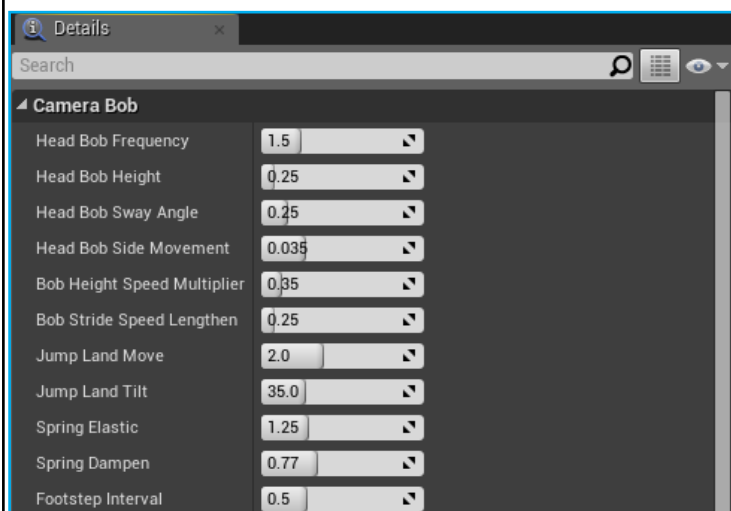 Details
Search
Camera Bob
Head Bob Frequency 1.5
Head Bob Height 0.25
Head Bob Sway Angle 0.25
Head Bob Side Movement 0.035
Bob Height Speed Multiplier 0.35
Bob Stride Speed Lengthen 0.25
Jump Land Move 2.0
Jump Land Tilt 35.0
Spring Elastic 1.25
Spring Dampen 0.77
Footstep Interval 0.5